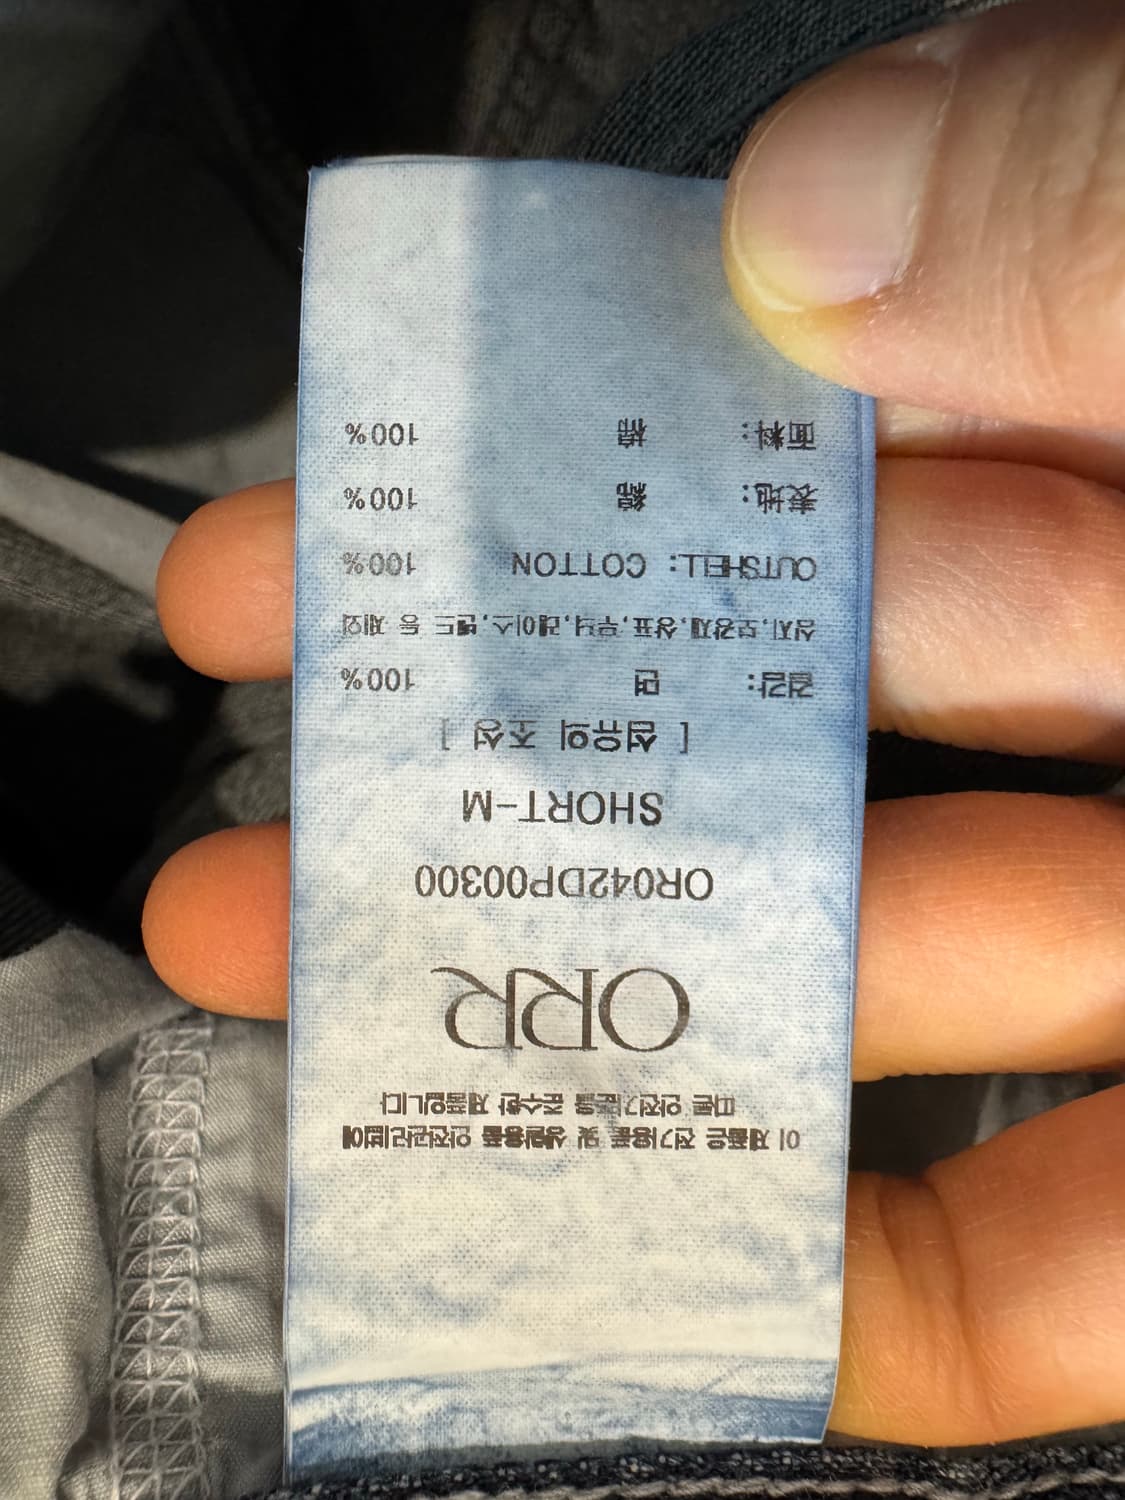 이 제품은 전기용품 및 생활용품 안전관리법에
따른 안전기준을 준수한 제품입니다
ORR
OR042DP00300
SHORT-M
[ 섬유의 조성 ]
겉감: 면 100%
심지,보강재,상표,무늬,레이스,밴드 등 제외
OUTSHELL: COTTON 100%
表地: 綿 100%
面料: 棉 100%